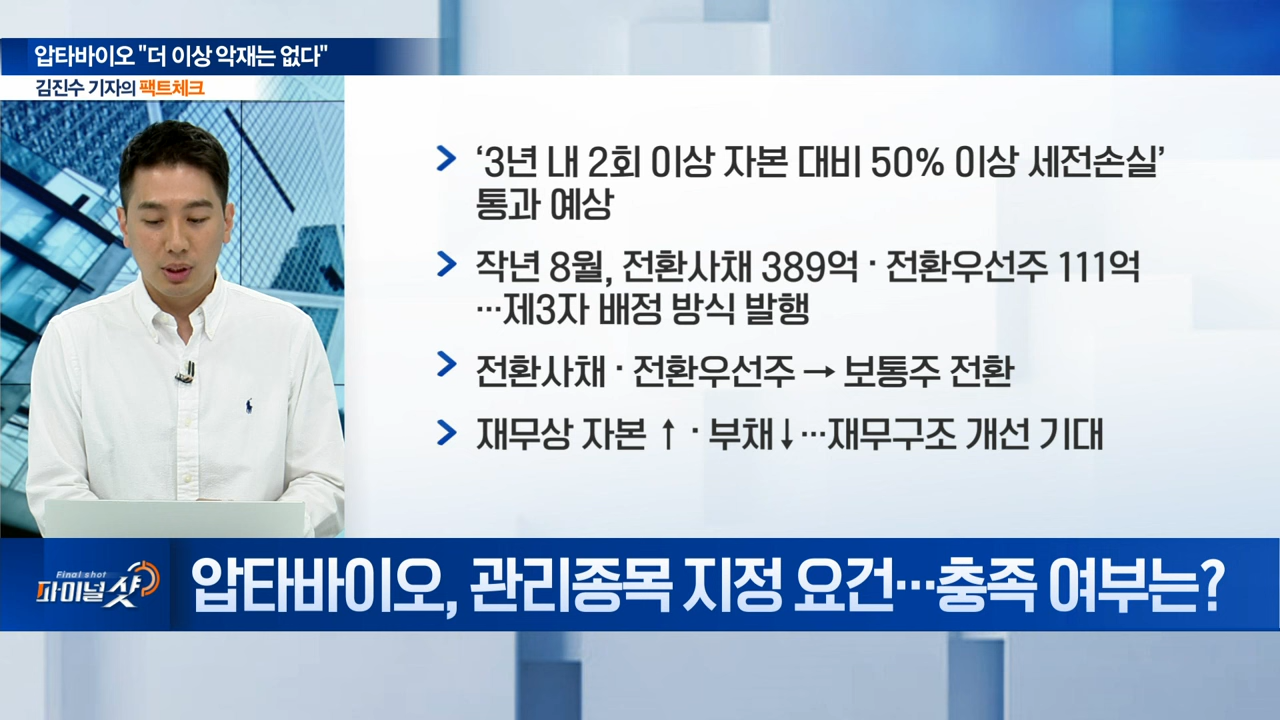 압타바이오 "더 이상 악재는 없다"
김진수 기자의 팩트체크
‘3년 내 2회 이상 자본 대비 50% 이상 세전손실’
통과 예상
작년 8월, 전환사채 389억 · 전환우선주 111억
…제3자 배정 방식 발행
전환사채 · 전환우선주 → 보통주 전환
재무상 자본 ↑ · 부채↓…재무구조 개선 기대
Final shot
파이널 샷
압타바이오, 관리종목 지정 요건…충족 여부는?